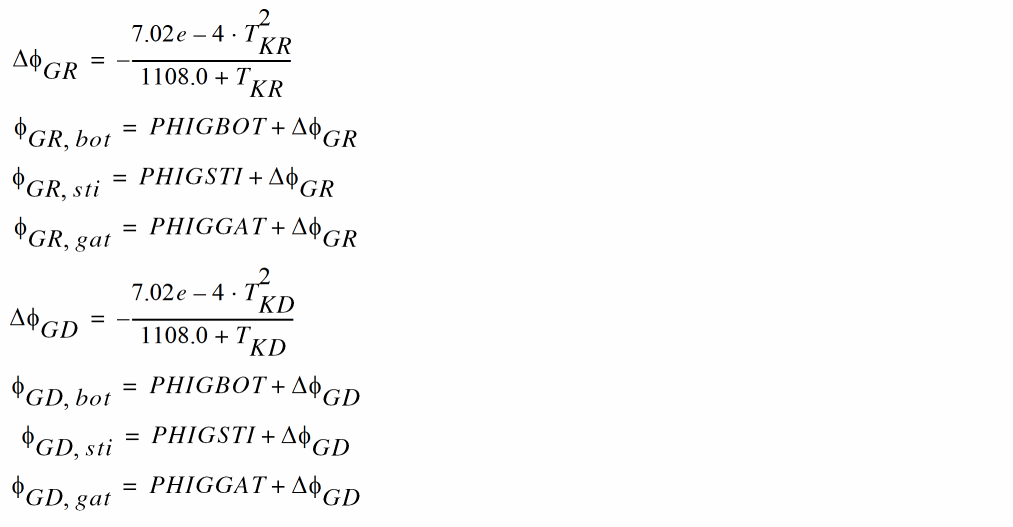 Δϕ_GR = −(7.02e − 4 · T_KR^2) / (1108.0 + T_KR)
ϕ_GR, bot = PHIGBOT + Δϕ_GR
ϕ_GR, sti = PHIGSTI + Δϕ_GR
ϕ_GR, gat = PHIGGAT + Δϕ_GR
Δϕ_GD = −(7.02e − 4 · T_KD^2) / (1108.0 + T_KD)
ϕ_GD, bot = PHIGBOT + Δϕ_GD
ϕ_GD, sti = PHIGSTI + Δϕ_GD
ϕ_GD, gat = PHIGGAT + Δϕ_GD